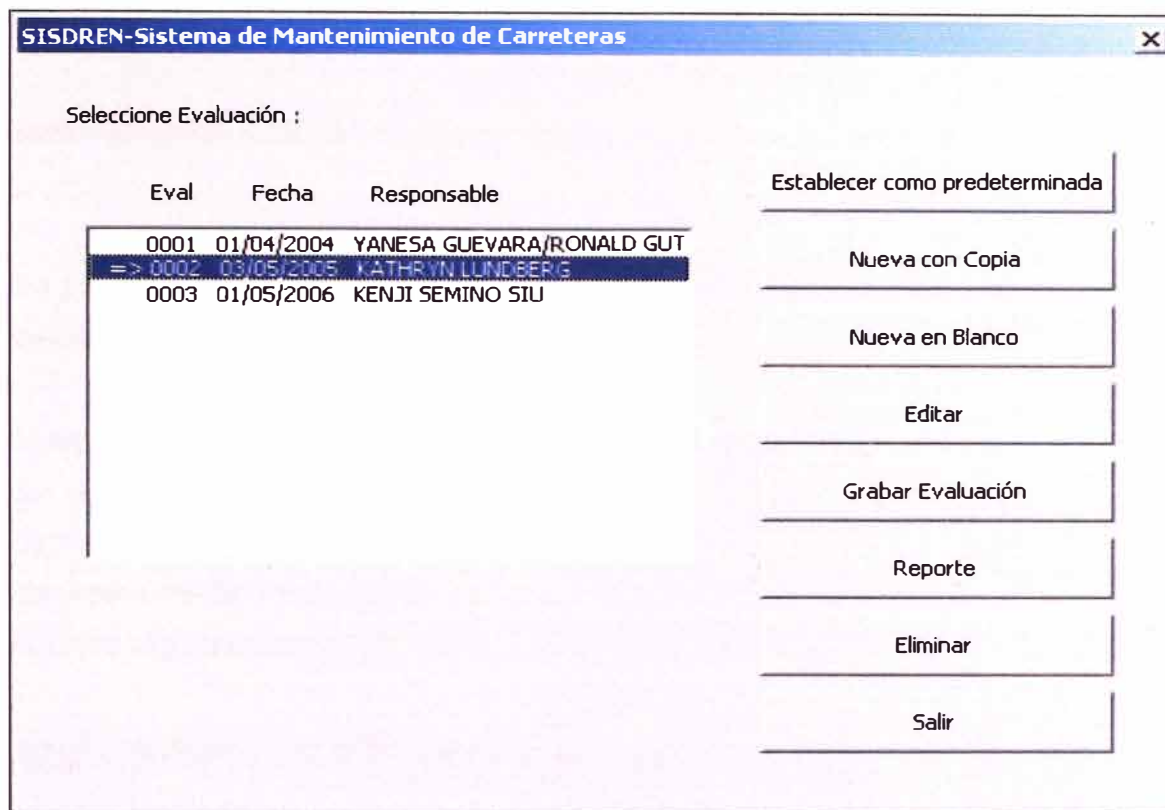 SISDREN-Sistema de Mantenimiento de Carreteras
Seleccione Evaluación :
Eval Fecha Responsable
0001 01/04/2004 YANESA GUEVARA/RONALD GUT
=> 0002 03/05/2005 KATHRYN LUNDBERG
0003 01/05/2006 KENJI SEMINO SIU
Establecer como predeterminada
Nueva con Copia
Nueva en Blanco
Editar
Grabar Evaluación
Reporte
Eliminar
Salir